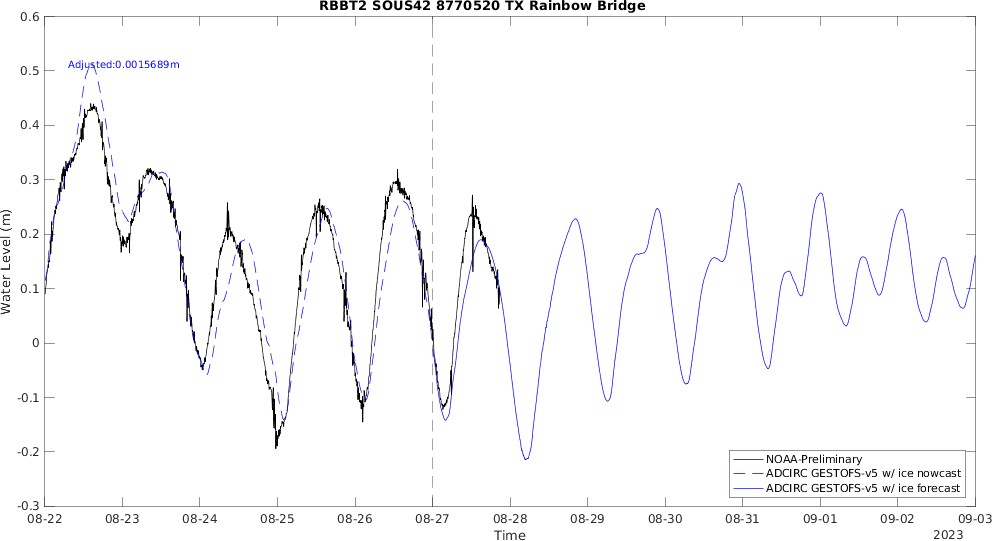 RBBT2 SOUS42 8770520 TX Rainbow Bridge
Adjusted:0.0015689m
Water Level (m)
0.6
0.5
0.4
0.3
0.2
0.1
0
-0.1
-0.2
-0.3
NOAA-Preliminary
ADCIRC GESTOFS-v5 w/ ice nowcast
ADCIRC GESTOFS-v5 w/ ice forecast
08-22 08-23 08-24 08-25 08-26 08-27 08-28 08-29 08-30 08-31 09-01 09-02 09-03
Time
2023